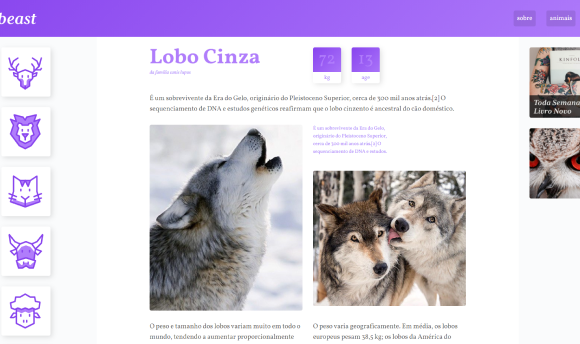 beast
sobre
animais
Lobo Cinza
da família canis lupus
72
kg
13
age
É um sobrevivente da Era do Gelo, originário do Pleistoceno Superior, cerca de 500 mil anos atrás.[2] O
sequenciamento de DNA e estudos genéticos reafirmam que o lobo cinzento é ancestral do cão doméstico.
É um sobrevivente da Era do Gelo,
originário do Pleistoceno Superior,
cerca de 500 mil anos atrás.[2] O
sequenciamento de DNA e estudos.
KINFOL
Toda Semana
Livro Novo
O peso e tamanho dos lobos variam muito em todo o
mundo, tendendo a aumentar proporcionalmente
O peso varia geograficamente. Em média, os lobos
europeus pesam 38,5 kg; os lobos da América do